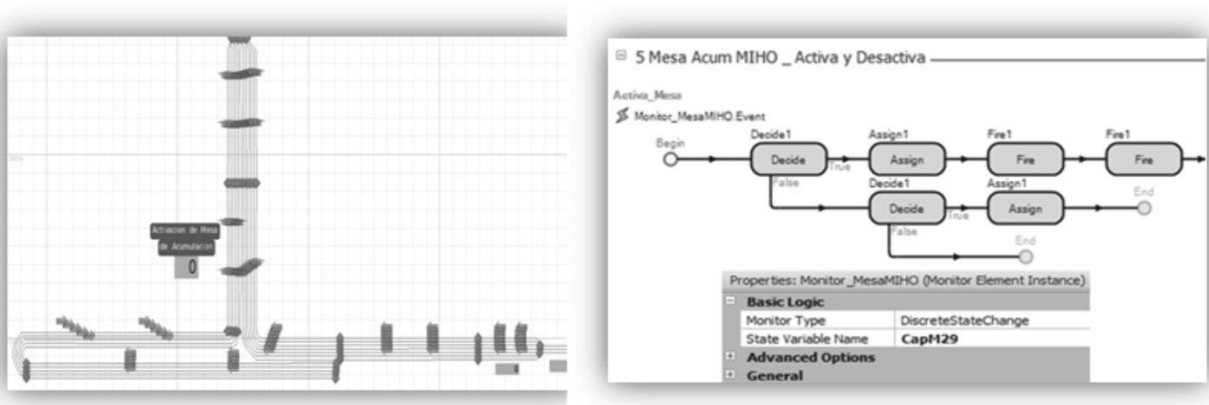 Activacion de Mesa
de Acumulacion
0
0
5 Mesa Acum MIHO _ Activa y Desactiva
Activa_Mesa
Monitor_MesaMIHO.Event
Begin
Decide1
Decide
True
False
Assign1
Assign
Fire1
Fire
Fire1
Fire
Decide1
Decide
True
False
Assign1
Assign
End
End
Properties: Monitor_MesaMIHO (Monitor Element Instance)
Basic Logic
Monitor Type DiscreteStateChange
State Variable Name CapM29
Advanced Options
General